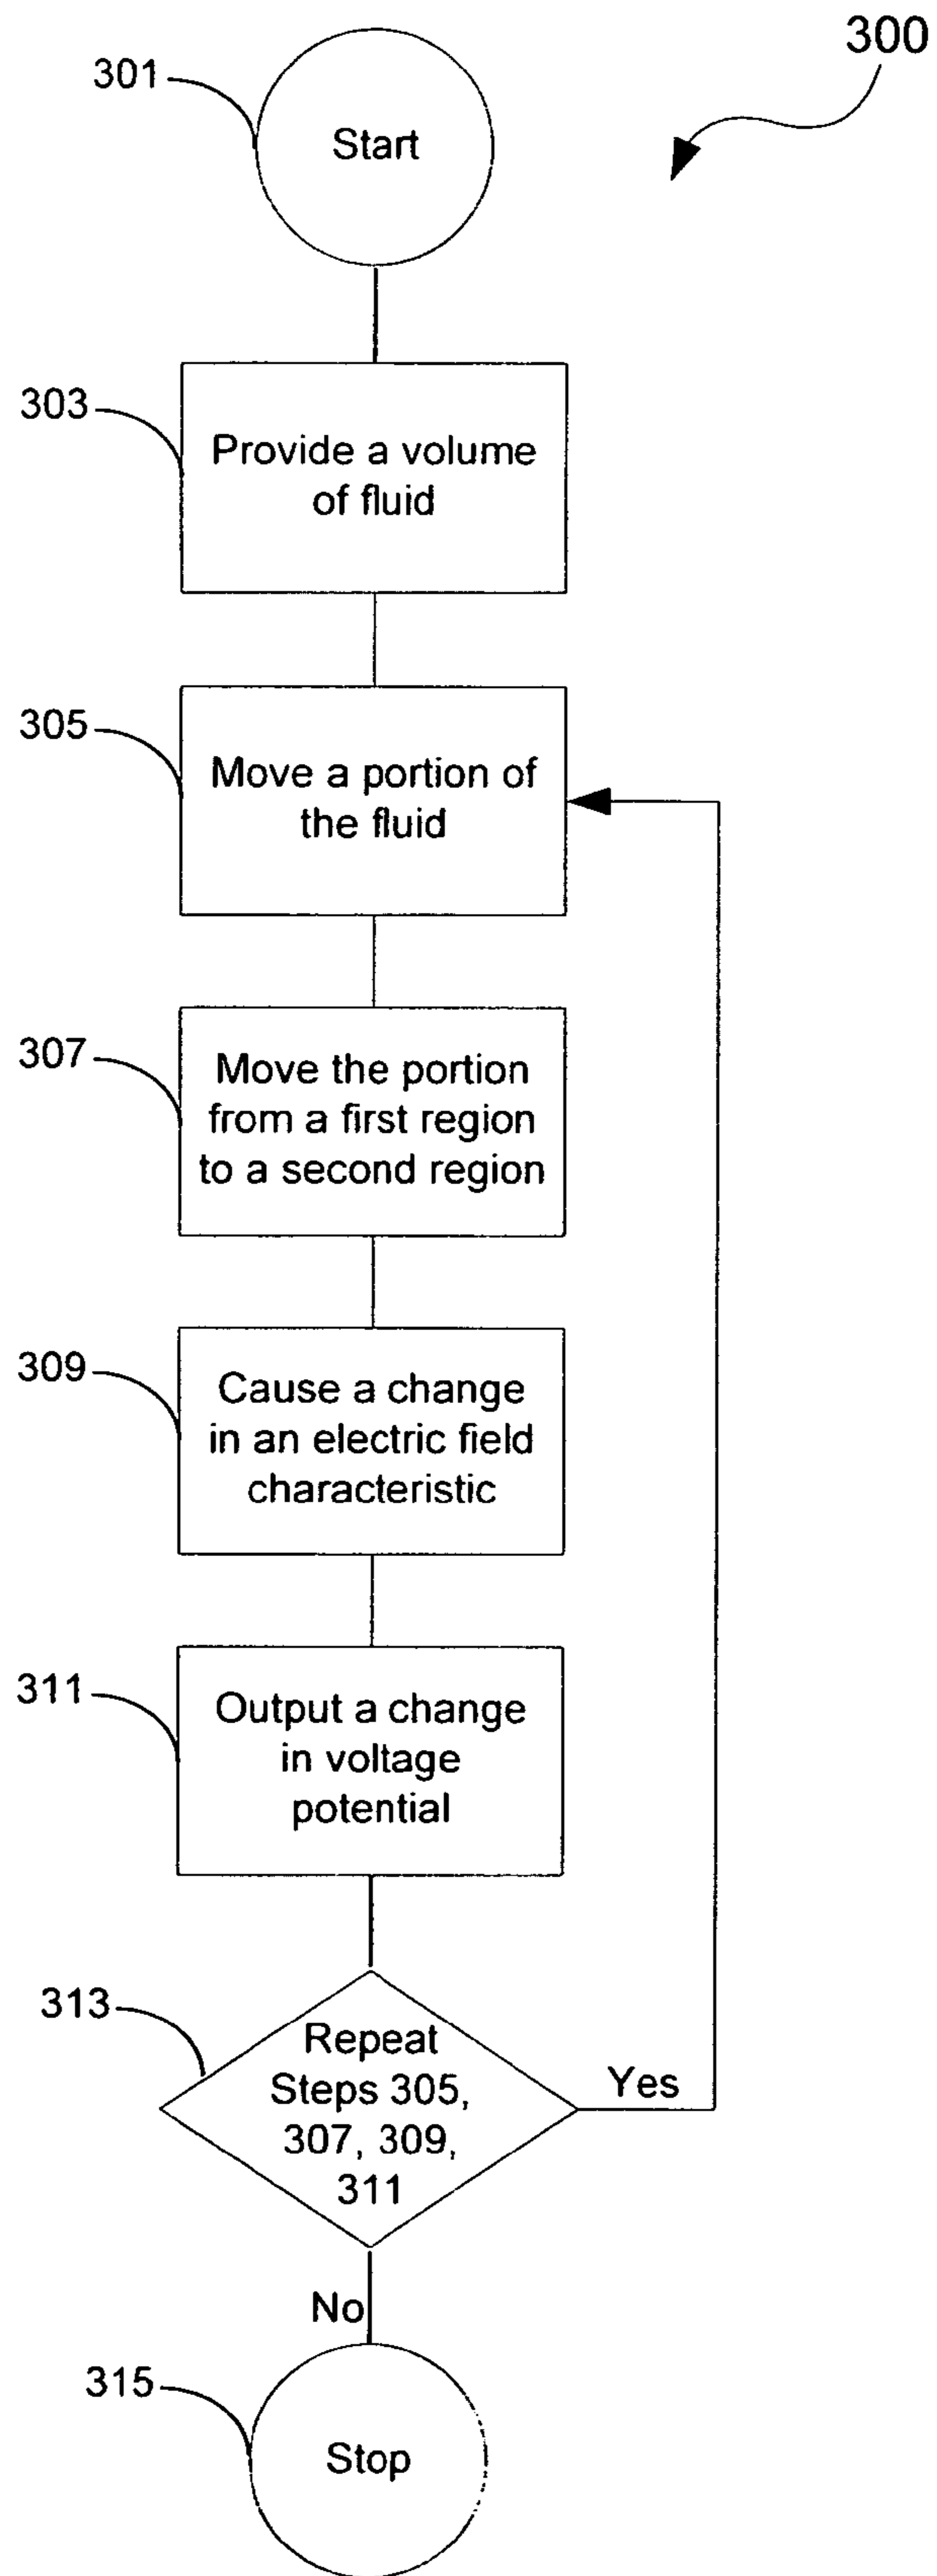 300
301
Start
303
Provide a volume
of fluid
305
Move a portion of
the fluid
307
Move the portion
from a first region
to a second region
309
Cause a change
in an electric field
characteristic
311
Output a change
in voltage
potential
313
Repeat
Steps 305,
307, 309,
311
Yes
No
315
Stop